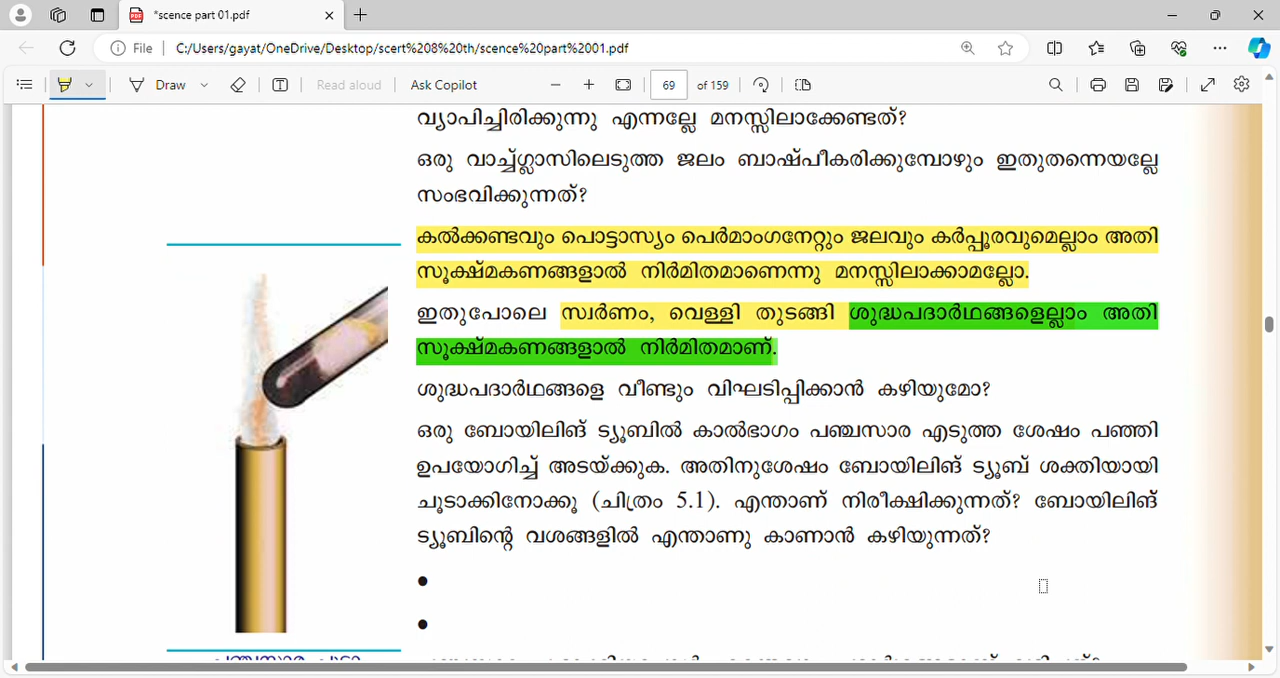 *scence part 01.pdf
File
C:/Users/gayat/OneDrive/Desktop/scert%208%20th/scence%20part%2001.pdf
Draw
Read aloud
Ask Copilot
69 of 159
വ്യാപിച്ചിരിക്കുന്നു എന്നല്ലേ മനസ്സിലാക്കേണ്ടത്?
ഒരു വാച്ച്ഗ്ലാസിലെടുത്ത ജലം ബാഷ്പീകരിക്കുമ്പോഴും ഇതുതന്നെയല്ലേ
സംഭവിക്കുന്നത്?
കൽക്കണ്ടവും പൊട്ടാസ്യം പെർമാംഗനേറ്റും ജലവും കർപ്പൂരവുമെല്ലാം അതി
സൂക്ഷ്മകണങ്ങളാൽ നിർമിതമാണെന്നു മനസ്സിലാക്കാമല്ലോ.
ഇതുപോലെ സ്വർണം, വെള്ളി തുടങ്ങി ശുദ്ധപദാർഥങ്ങളെല്ലാം അതി
സൂക്ഷ്മകണങ്ങളാൽ നിർമിതമാണ്.
ശുദ്ധപദാർഥങ്ങളെ വീണ്ടും വിഘടിപ്പിക്കാൻ കഴിയുമോ?
ഒരു ബോയിലിങ് ട്യൂബിൽ കാൽഭാഗം പഞ്ചസാര എടുത്ത ശേഷം പഞ്ഞി
ഉപയോഗിച്ച് അടയ്ക്കുക. അതിനുശേഷം ബോയിലിങ് ട്യൂബ് ശക്തിയായി
ചൂടാക്കിനോക്കൂ (ചിത്രം 5.1). എന്താണ് നിരീക്ഷിക്കുന്നത്? ബോയിലിങ്
ട്യൂബിന്റെ വശങ്ങളിൽ എന്താണു കാണാൻ കഴിയുന്നത്?